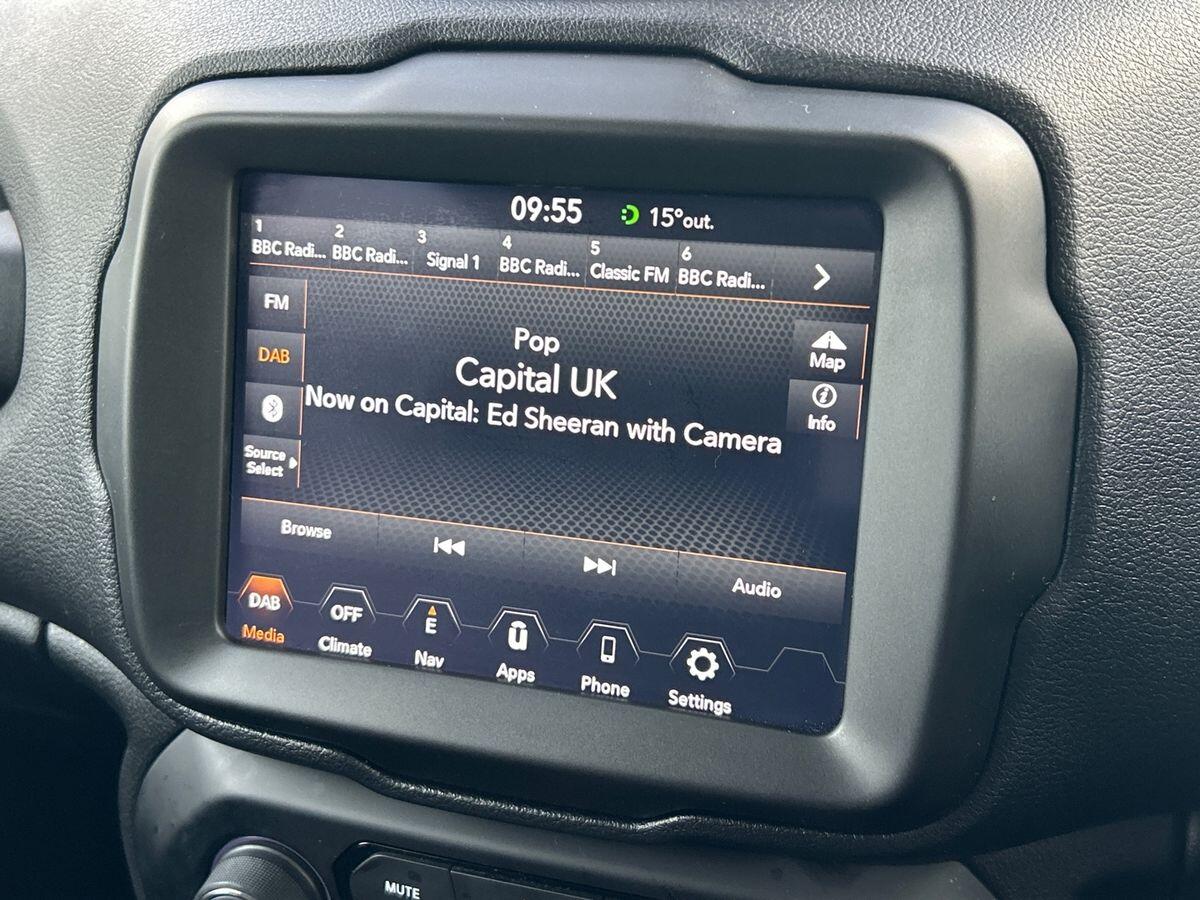 09:55 15°out.
1 2 3 4 5 6
BBC Radi... BBC Radi... Signal 1 BBC Radi... Classic FM BBC Radi...
FM
DAB
Source
Select
Pop
Capital UK
Now on Capital: Ed Sheeran with Camera
Map
Info
Browse Audio
DAB OFF E
Media Climate Nav Apps Phone Settings
MUTE